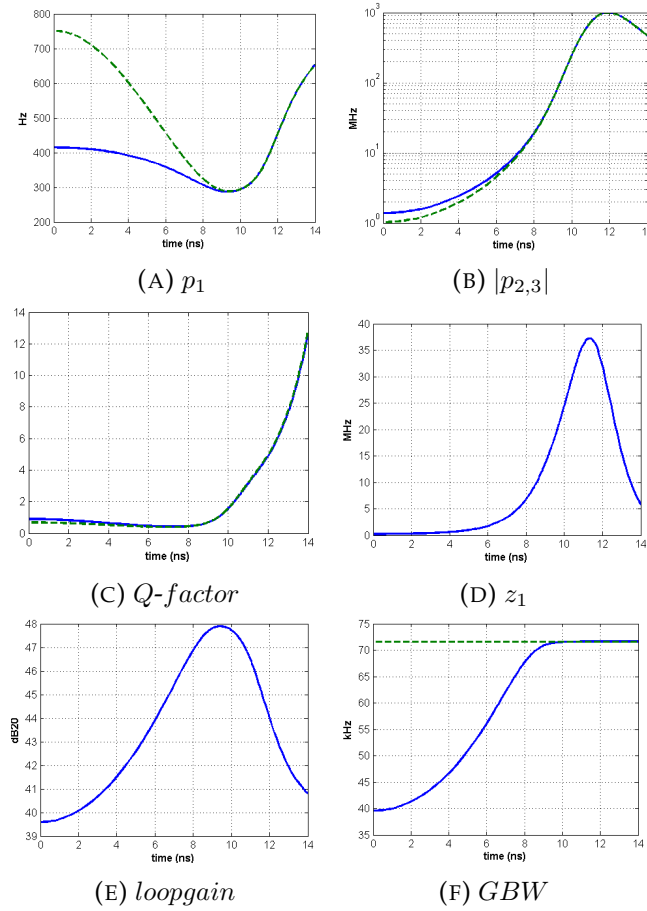 800
700
600
500
400
300
200
Hz
0 2 4 6 8 10 12 14
time (ns)
(A) p₁
10³
10²
10¹
10⁰
MHz
0 2 4 6 8 10 12 14
time (ns)
(B) |p₂,₃|
14
12
10
8
6
4
2
0
0 2 4 6 8 10 12 14
time (ns)
(C) Q-factor
40
35
30
25
20
15
10
5
0
MHz
0 2 4 6 8 10 12 14
time (ns)
(D) z₁
48
47
46
45
44
43
42
41
40
39
dB20
0 2 4 6 8 10 12 14
time (ns)
(E) loopgain
75
70
65
60
55
50
45
40
35
kHz
0 2 4 6 8 10 12 14
time (ns)
(F) GBW